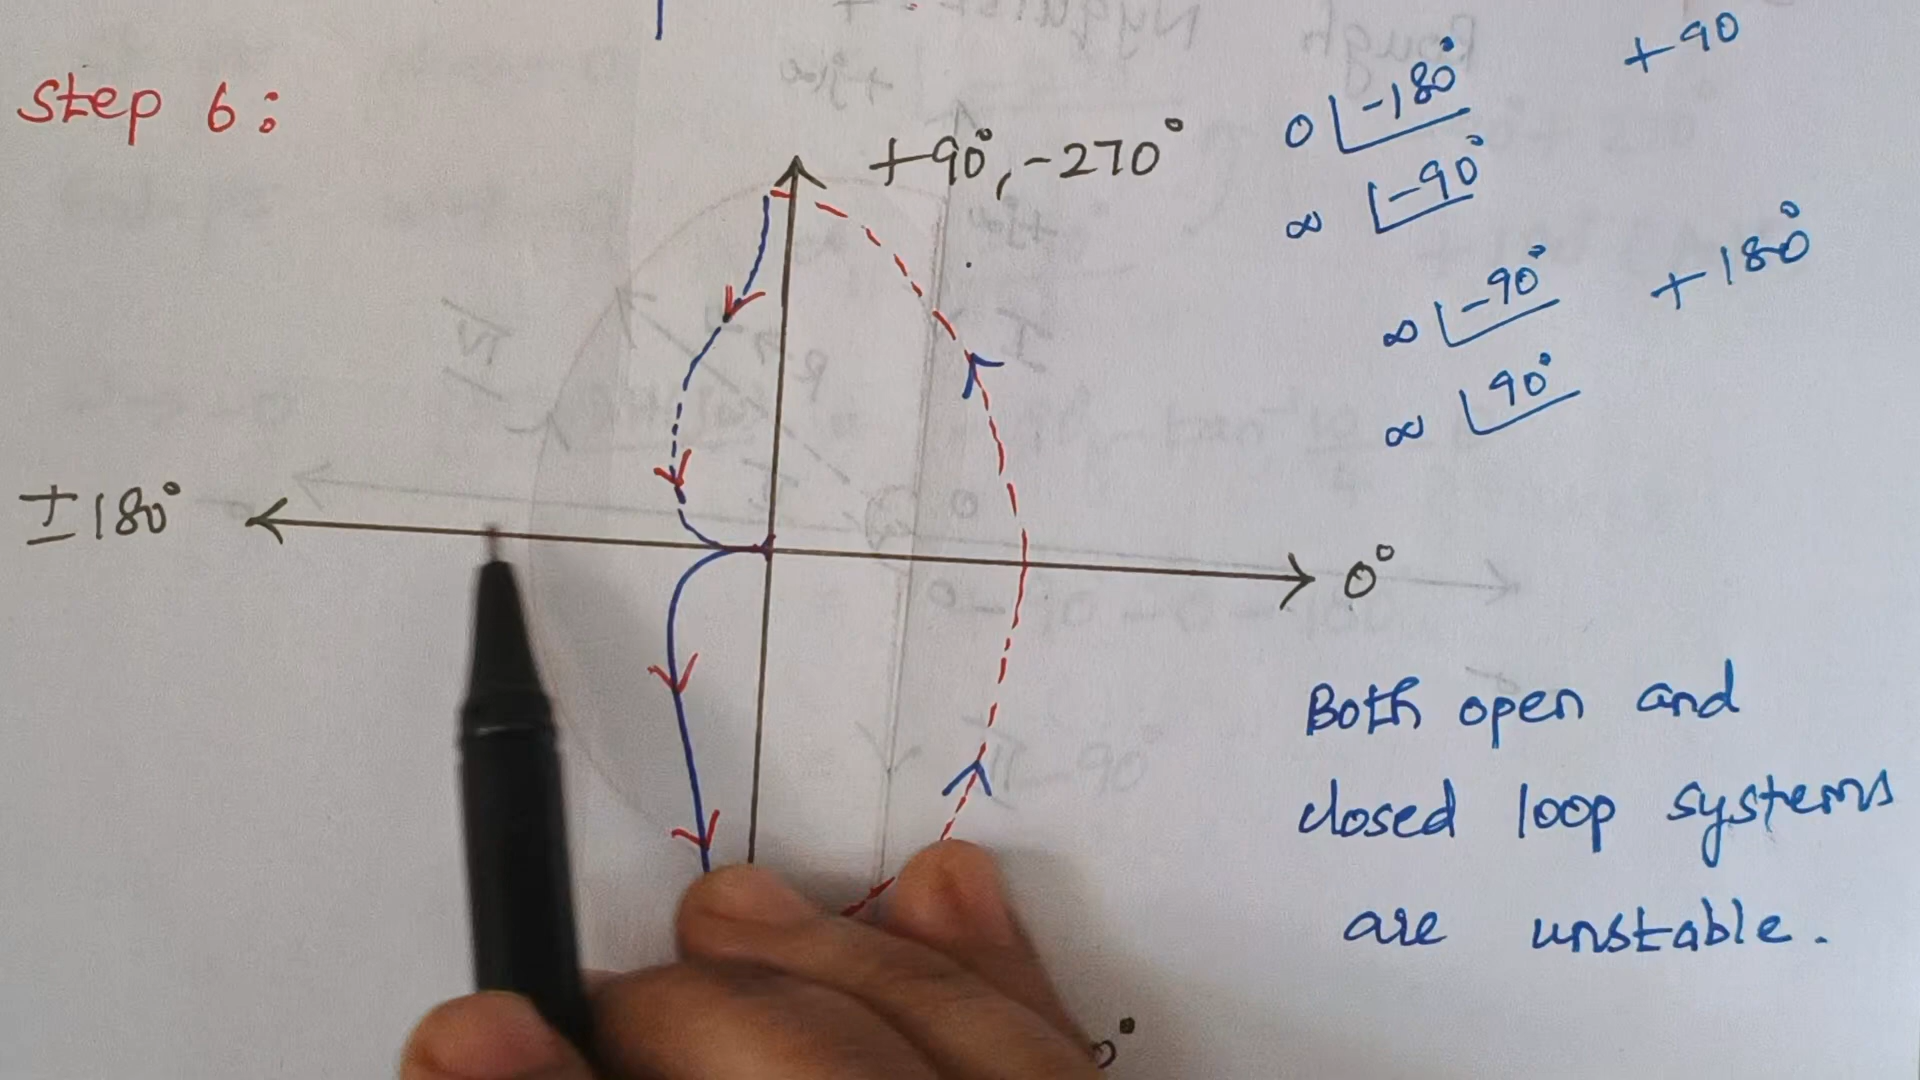 Step 6:
+90°, -270°
±180°
0°
0 ∠-180° +90
∞ ∠-90°
∞ ∠-90° +180°
∞ ∠90°
Both open and
closed loop systems
are unstable.